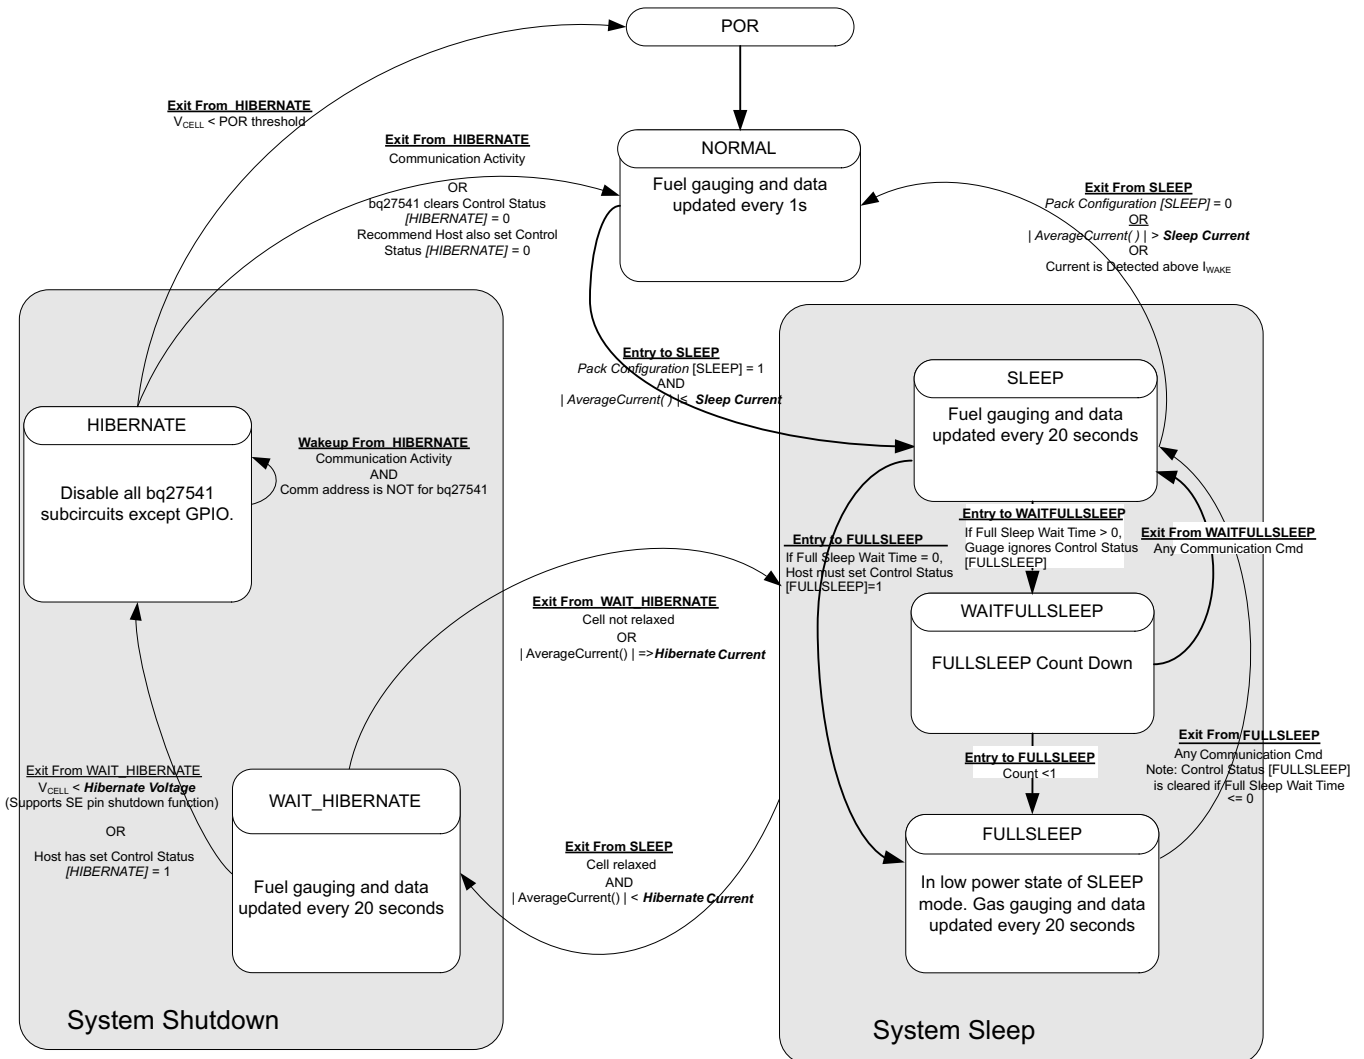 POR
Exit From HIBERNATE
VCELL < POR threshold
Exit From HIBERNATE
Communication Activity
OR
bq27541 clears Control Status
[HIBERNATE] = 0
Recommend Host also set Control
Status [HIBERNATE] = 0
NORMAL
Fuel gauging and data
updated every 1s
Exit From SLEEP
Pack Configuration [SLEEP] = 0
OR
| AverageCurrent( ) | > Sleep Current
OR
Current is Detected above IWAKE
Entry to SLEEP
Pack Configuration [SLEEP] = 1
AND
| AverageCurrent( ) |≤ Sleep Current
SLEEP
Fuel gauging and data
updated every 20 seconds
HIBERNATE
Disable all bq27541
subcircuits except GPIO.
Wakeup From HIBERNATE
Communication Activity
AND
Comm address is NOT for bq27541
Entry to FULLSLEEP
If Full Sleep Wait Time = 0,
Host must set Control Status
[FULLSLEEP]=1
Entry to WAITFULLSLEEP
If Full Sleep Wait Time > 0,
Guage ignores Control Status
[FULLSLEEP]
Exit From WAITFULLSLEEP
Any Communication Cmd
WAITFULLSLEEP
FULLSLEEP Count Down
Exit From WAIT_HIBERNATE
Cell not relaxed
OR
| AverageCurrent() | =>Hibernate Current
Entry to FULLSLEEP
Count <1
Exit From FULLSLEEP
Any Communication Cmd
Note: Control Status [FULLSLEEP]
is cleared if Full Sleep Wait Time
<= 0
Exit From WAIT_HIBERNATE
VCELL < Hibernate Voltage
(Supports SE pin shutdown function)
OR
Host has set Control Status
[HIBERNATE] = 1
WAIT_HIBERNATE
Fuel gauging and data
updated every 20 seconds
Exit From SLEEP
Cell relaxed
AND
| AverageCurrent() | < Hibernate Current
FULLSLEEP
In low power state of SLEEP
mode. Gas gauging and data
updated every 20 seconds
System Shutdown
System Sleep